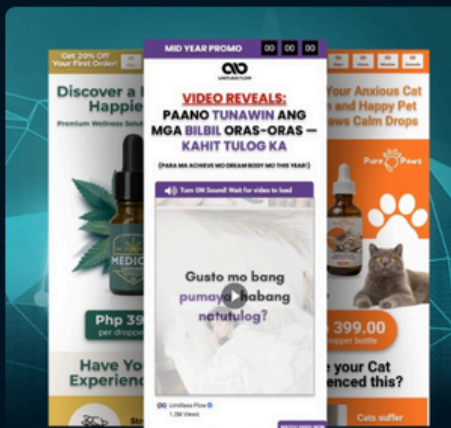 Get 20% Off
Your First Order!
Discover a
Happie
Premium Wellness Solut
MEDIC
Php 39
per dropper
Have Yo
Experienc
MID YEAR PROMO 00 00 00
LIMITLESS FLOW
VIDEO REVEALS:
PAANO TUNAWIN ANG
MGA BILBIL ORAS-ORAS —
KAHIT TULOG KA
(PARA MA ACHIEVE MO DREAM BODY MO THIS YEAR!)
Turn ON Sound! Wait for video to load
Gusto mo bang
pumayat habang
natutulog?
Limitless Flow
1.2M Views
Your Anxious Cat
and Happy Pet
aws Calm Drops
Pure Paws
399.00
ropper bottle
e your Cat
enced this?
Cats suffer